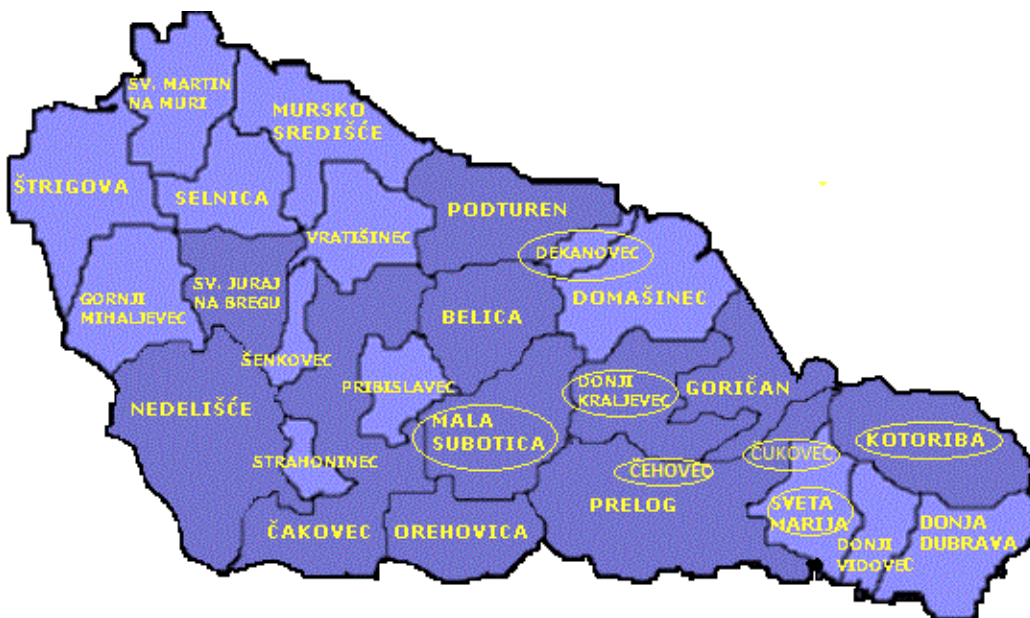 SV. MARTIN
NA MURI
MURSKO
SREDIŠĆE
ŠTRIGOVA
SELNICA
PODTUREN
VRATIŠINEC
DEKANOVEC
SV. JURAJ
NA BREGU
GORNJI
MIHALJEVEC
DOMAŠINEC
BELICA
ŠENKOVEC
PRIBISLAVEC
DONJI
KRALJEVEC
GORIČAN
NEDELIŠĆE
MALA
SUBOTICA
KOTORIBA
STRAHONINEC
ČUKOVEC
ČEHOVEC
PRELOG
SVETA
MARIJA
ČAKOVEC
OREHOVICA
DONJI
VIDOVEC
DONJA
DUBRAVA